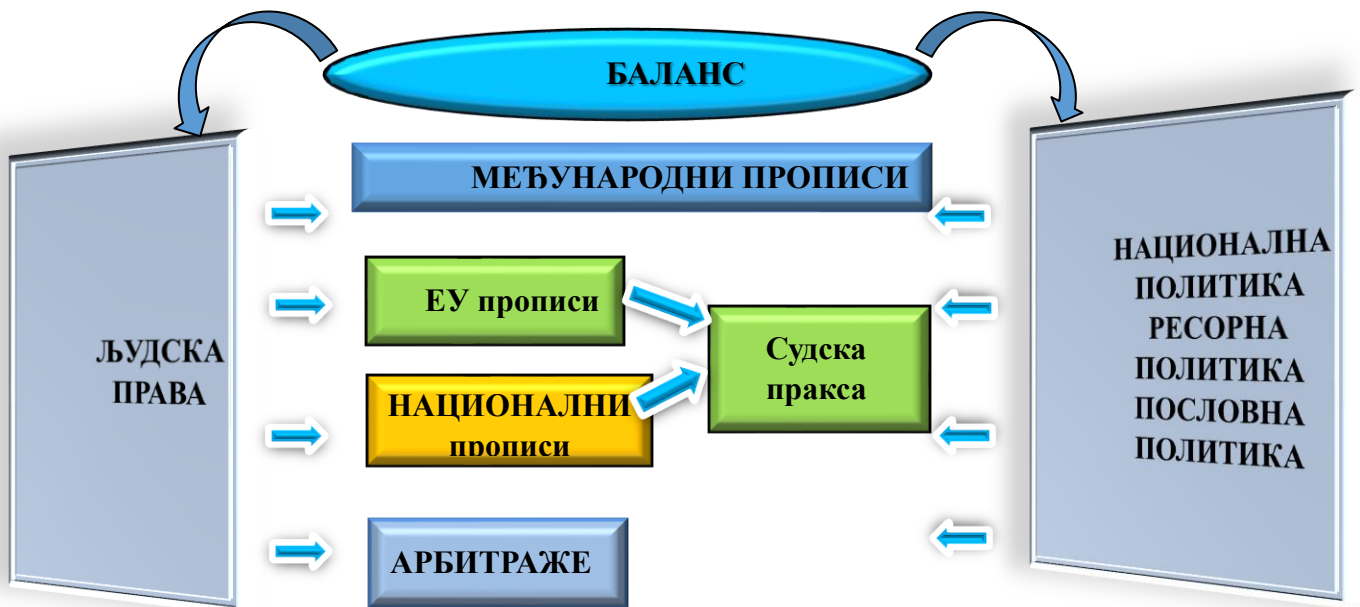 БАЛАНС
МЕЂУНАРОДНИ ПРОПИСИ
ЕУ прописи
НАЦИОНАЛНИ
прописи
АРБИТРАЖЕ
Судска
пракса
ЉУДСКА
ПРАВА
НАЦИОНАЛНА
ПОЛИТИКА
РЕСОРНА
ПОЛИТИКА
ПОСЛОВНА
ПОЛИТИКА